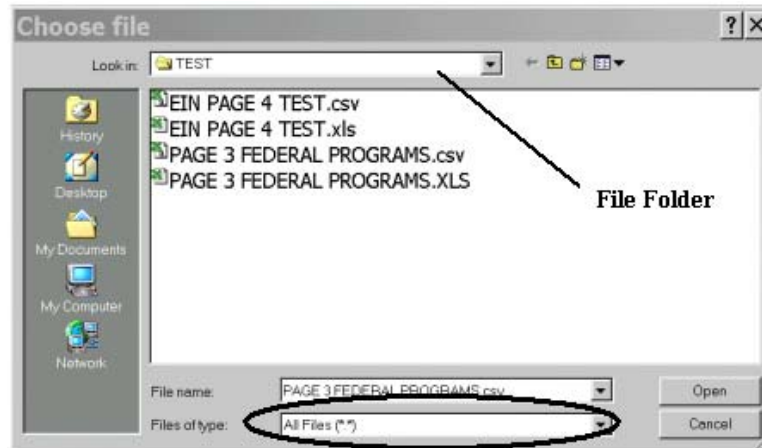 Choose file
Look in: TEST
EIN PAGE 4 TEST.csv
EIN PAGE 4 TEST.xls
PAGE 3 FEDERAL PROGRAMS.csv
PAGE 3 FEDERAL PROGRAMS.XLS
File Folder
History
Desktop
My Documents
My Computer
Network
File name: PAGE 3 FEDERAL PROGRAMS.csv Open
Files of type: All Files (*.*) Cancel